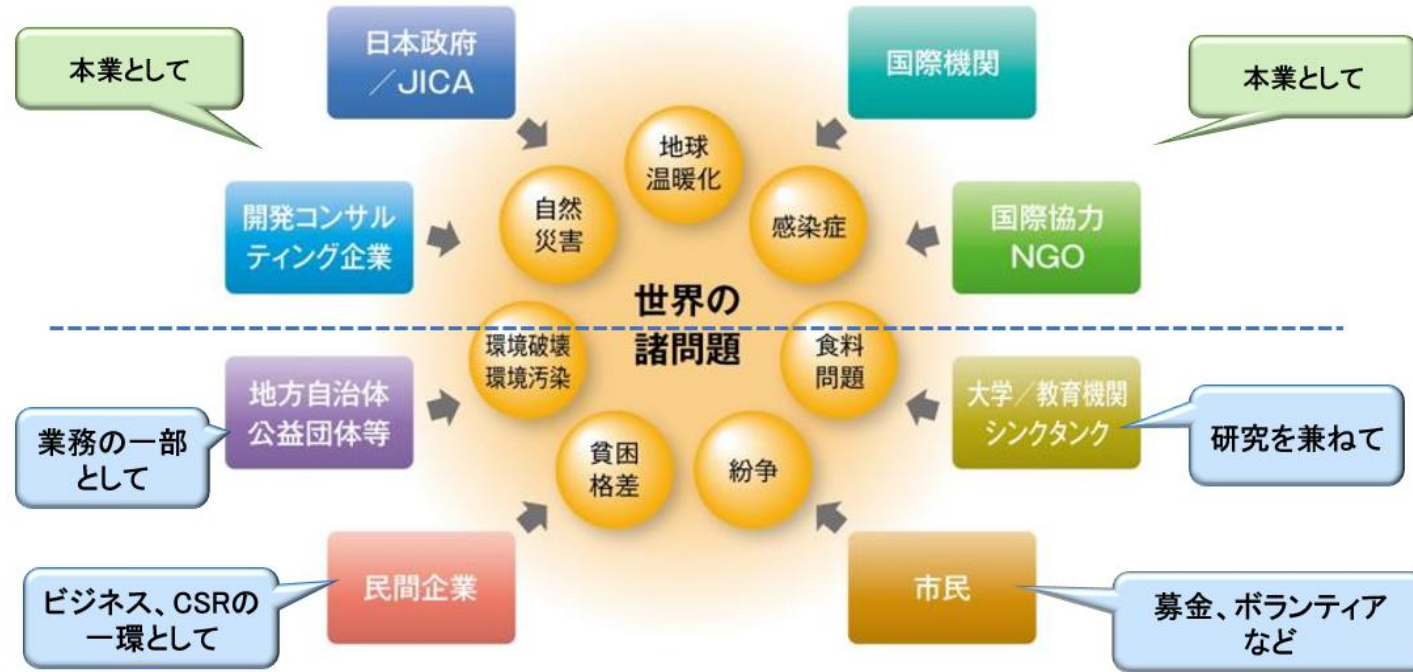 日本政府
／JICA
国際機関
本業として
本業として
地球
温暖化
自然
災害
感染症
開発コンサル
ティング企業
国際協力
NGO
世界の
諸問題
環境破壊
環境汚染
食料
問題
地方自治体
公益団体等
大学／教育機関
シンクタンク
業務の一部
として
研究を兼ねて
貧困
格差
紛争
民間企業
市民
ビジネス、CSRの
一環として
募金、ボランティア
など